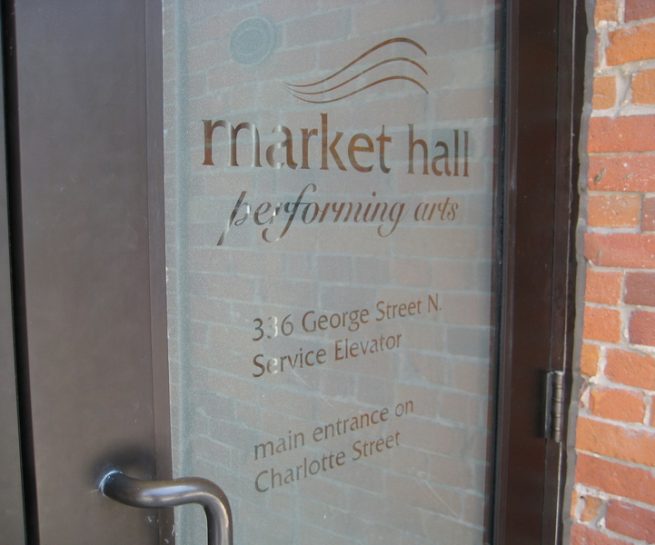 market hall
performing arts
336 George Street N.
Service Elevator
main entrance on
Charlotte Street